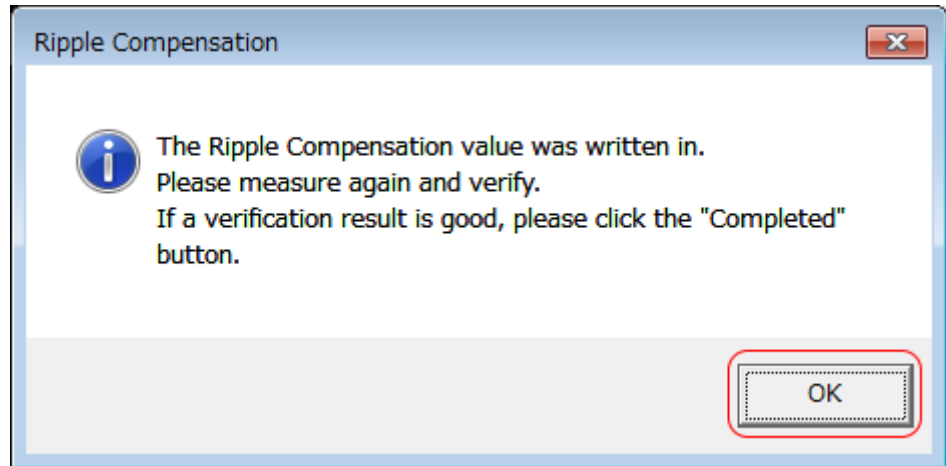 Ripple Compensation
The Ripple Compensation value was written in.
Please measure again and verify.
If a verification result is good, please click the "Completed"
button.
OK